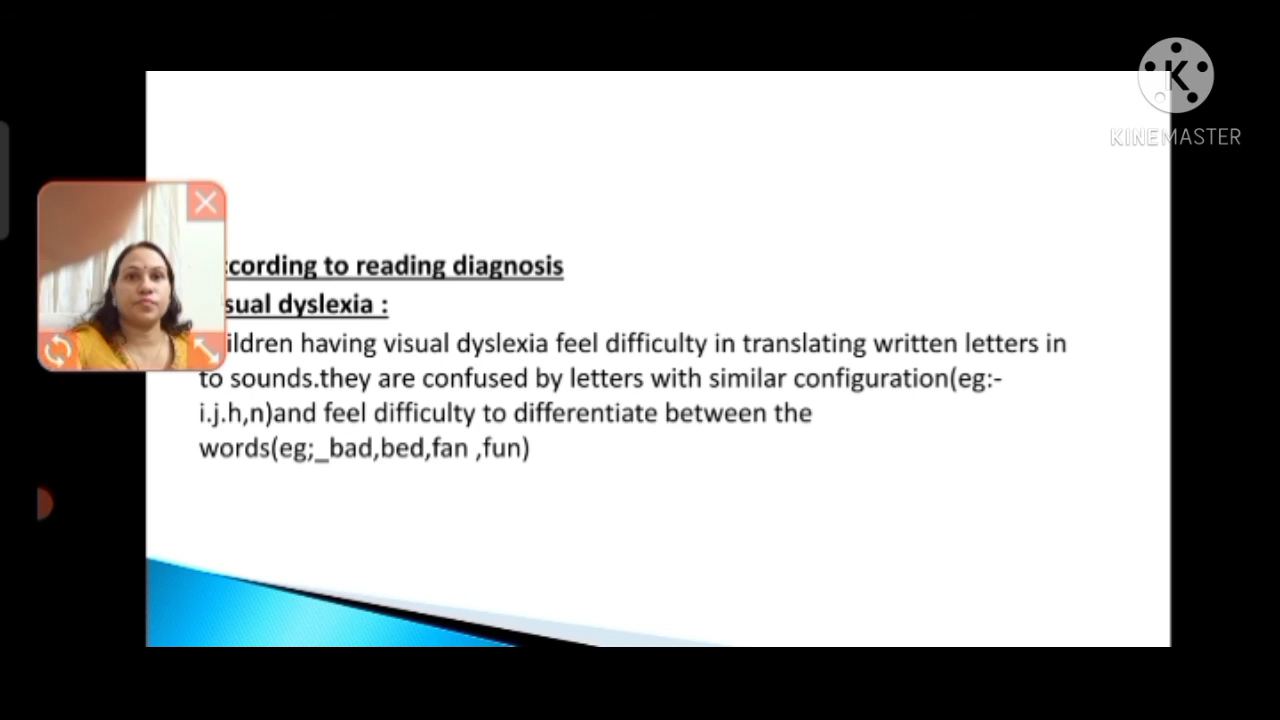 KINEMASTER
cording to reading diagnosis
sual dyslexia :
ildren having visual dyslexia feel difficulty in translating written letters in
to sounds.they are confused by letters with similar configuration(eg:-
i.j.h,n)and feel difficulty to differentiate between the
words(eg;_bad,bed,fan ,fun)